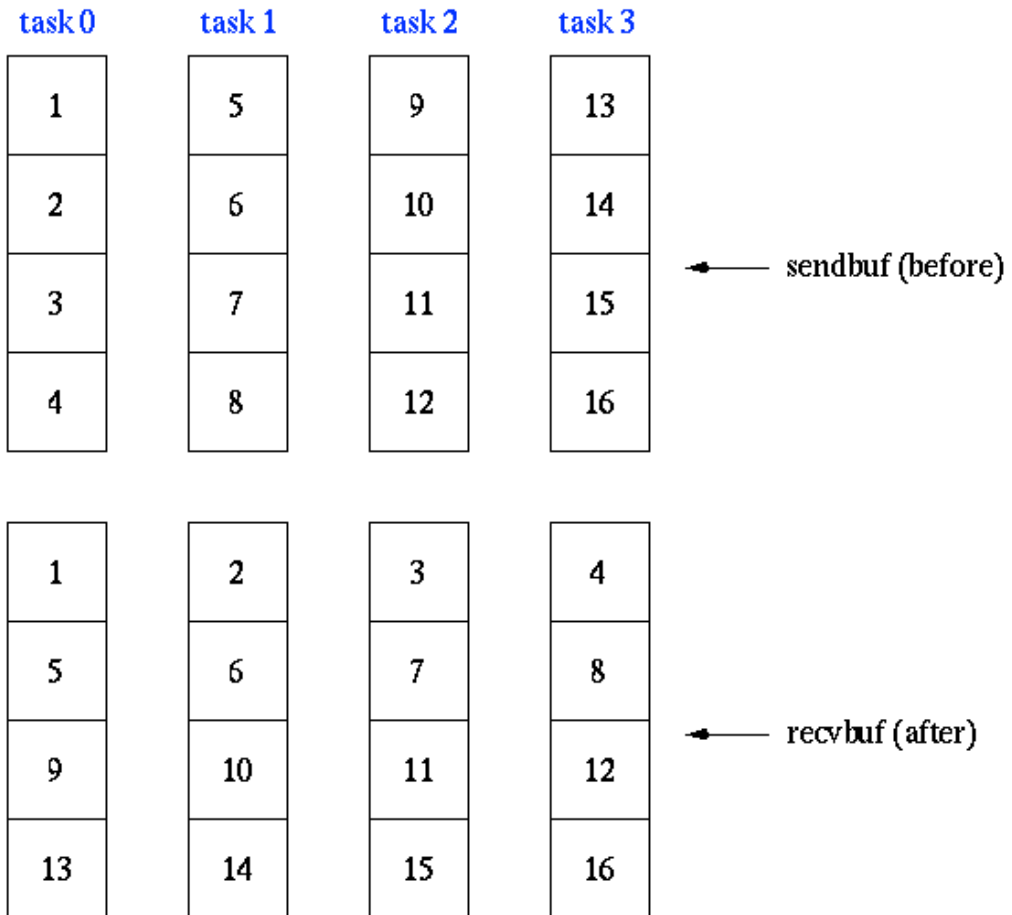 task 0 task 1 task 2 task 3
1 5 9 13
2 6 10 14
sendbuf (before)
3 7 11 15
4 8 12 16
1 2 3 4
5 6 7 8
recvbuf (after)
9 10 11 12
13 14 15 16